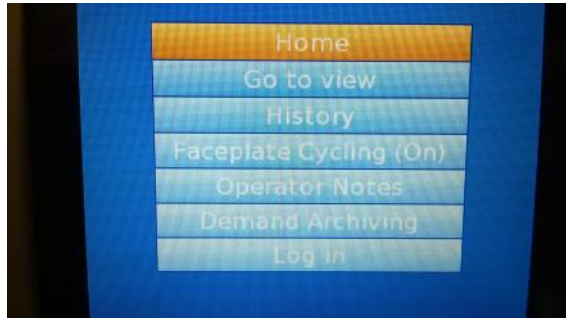 Home
Go to view
History
Faceplate Cycling (On)
Operator Notes
Demand Archiving
Log in